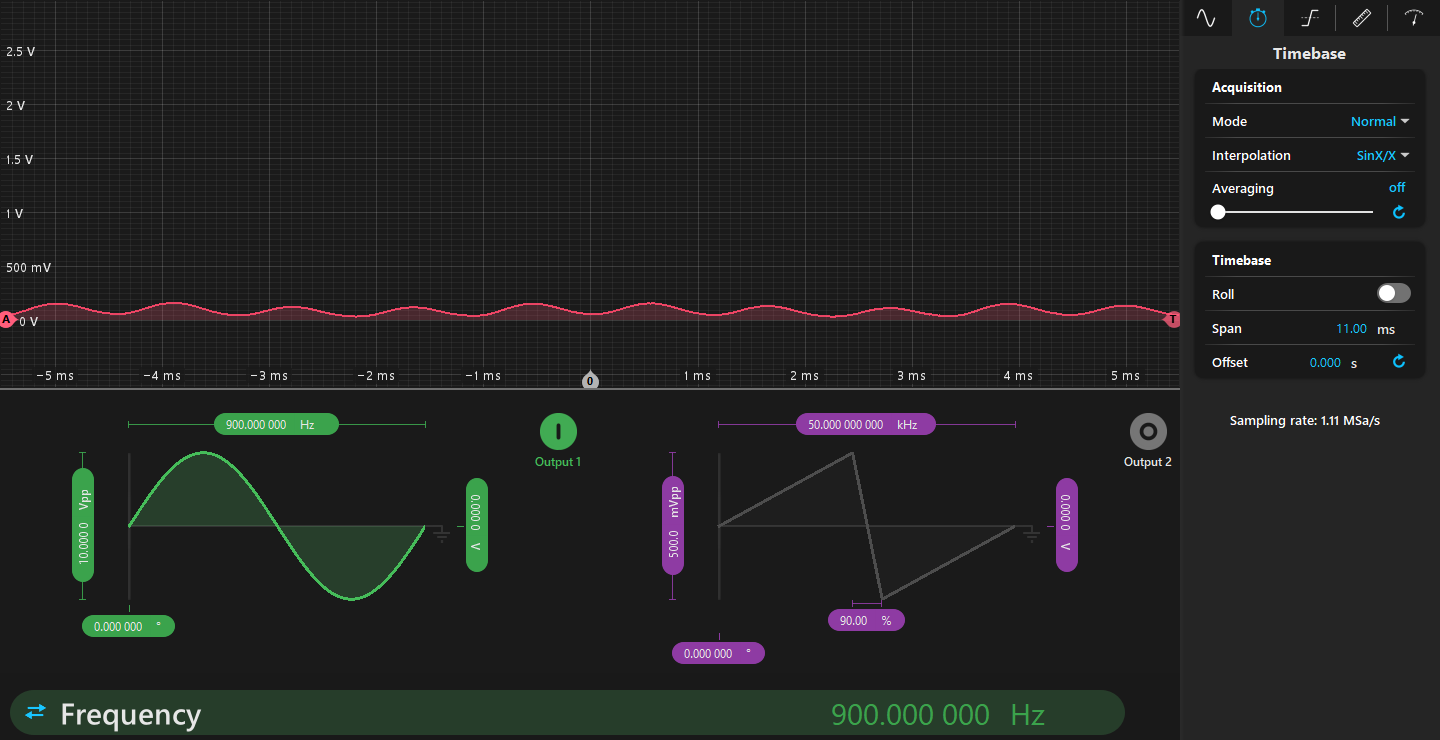 Timebase
2.5 V
2 V
1.5 V
1 V
500 mV
A
0 V
T
−5 ms
−4 ms
−3 ms
−2 ms
−1 ms
0
1 ms
2 ms
3 ms
4 ms
5 ms
Acquisition
Mode Normal
Interpolation SinX/X
Averaging off
Timebase
Roll
Span 11.00 ms
Offset 0.000 s
Sampling rate: 1.11 MSa/s
900.000 000 Hz
Output 1
10.000 0 Vpp
0.000 0 V
0.000 000 °
50.000 000 000 kHz
Output 2
500.0 mVpp
0.000 0 V
90.00 %
0.000 000 °
Frequency 900.000 000 Hz